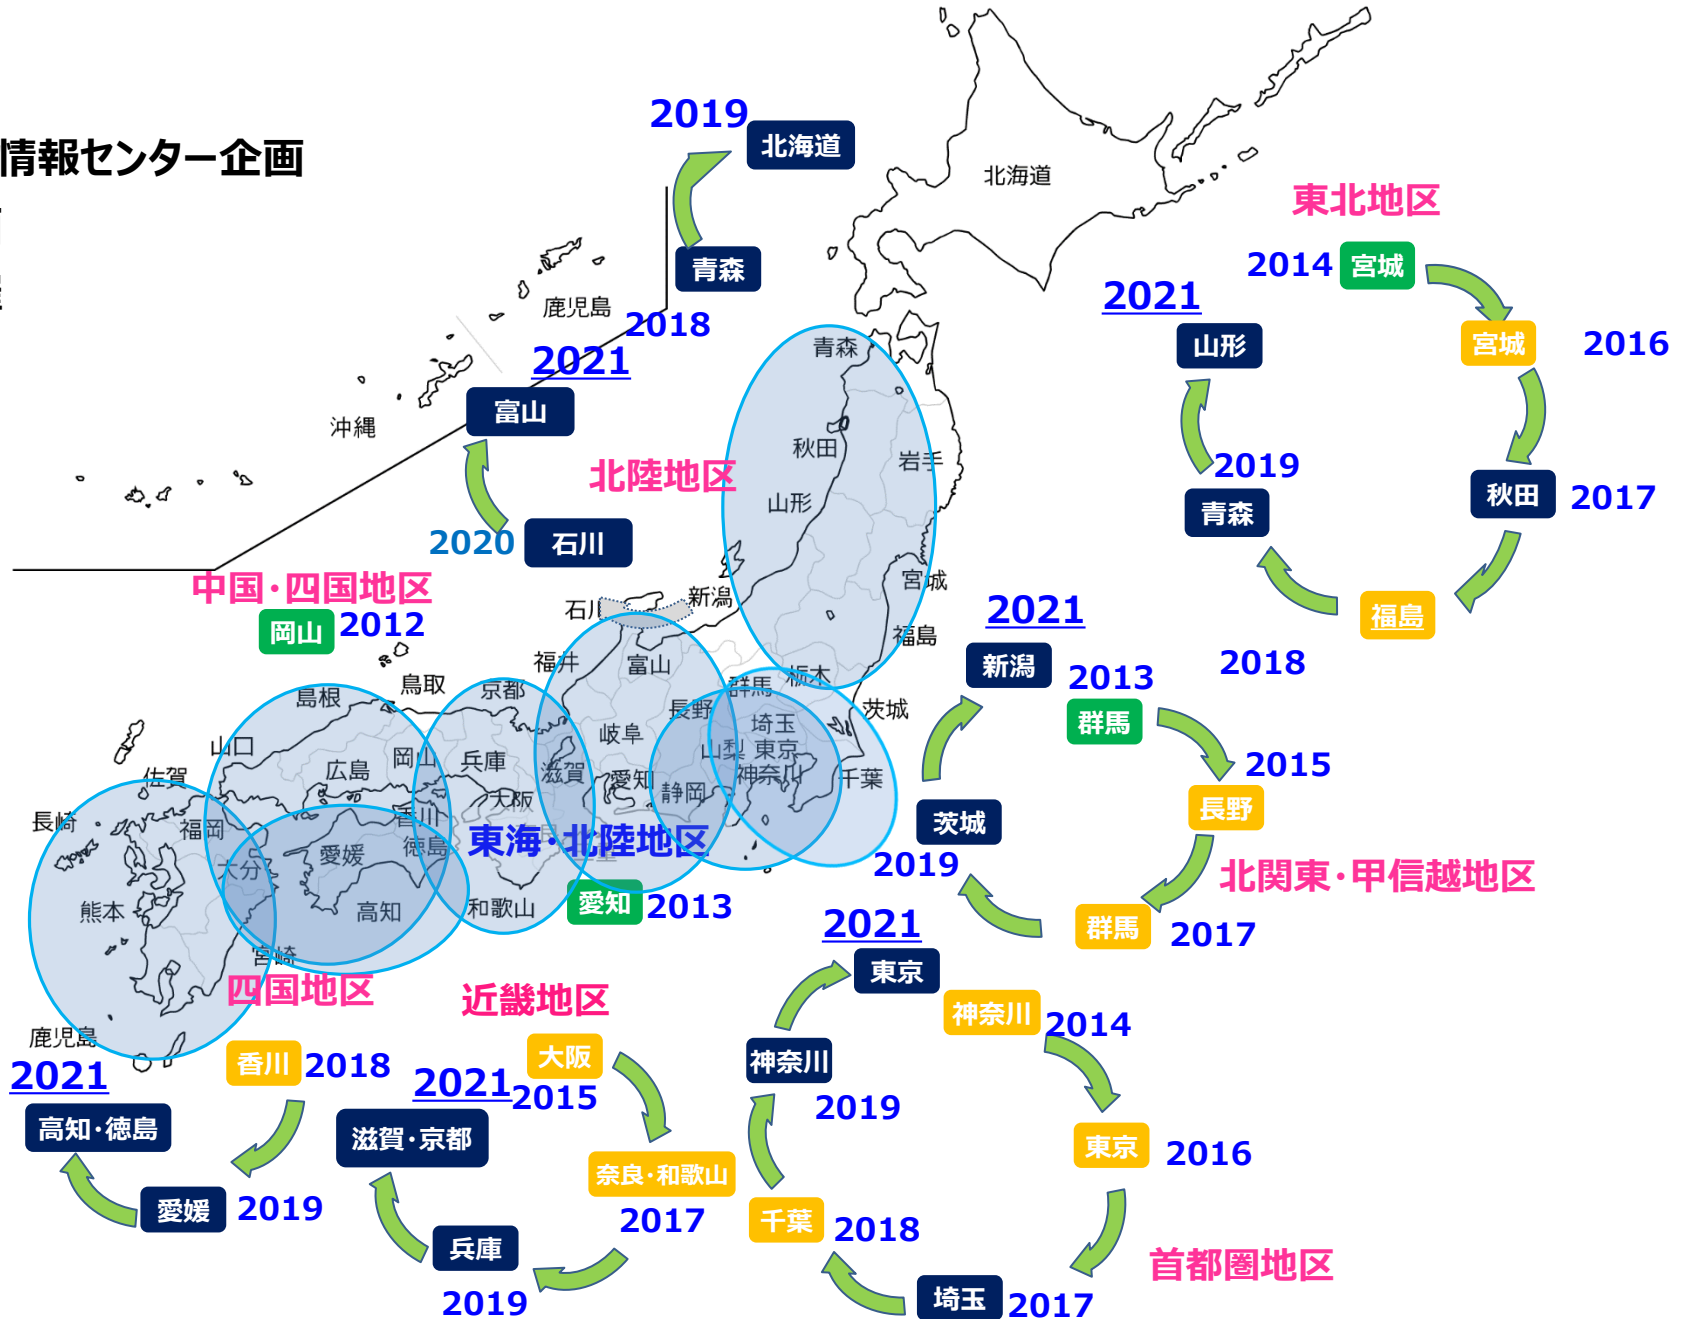 2019
情報センター企画
北海道
北海道
東北地区
青森
2014
宮城
2021
鹿児島
2018
山形
宮城
2016
2021
青森
富山
沖縄
秋田
岩手
2019
北陸地区
山形
青森
秋田
2017
2020
石川
中国・四国地区
宮城
岡山
2012
石川
新潟
2021
福島
福島
福井
富山
新潟
2013
2018
鳥取
京都
群馬
栃木
島根
長野
茨城
群馬
山口
岡山
兵庫
岐阜
埼玉
山梨
東京
2015
佐賀
広島
滋賀
愛知
静岡
神奈川
千葉
長野
長崎
福岡
香川
大阪
茨城
愛媛
徳島
東海・北陸地区
大分
2019
北関東・甲信越地区
熊本
高知
和歌山
愛知
2013
2021
群馬
2017
宮崎
東京
四国地区
近畿地区
神奈川
2014
鹿児島
香川
2018
大阪
神奈川
2021
2021
2015
2019
高知・徳島
滋賀・京都
東京
2016
奈良・和歌山
愛媛
2019
2017
千葉
2018
兵庫
首都圏地区
2019
埼玉
2017